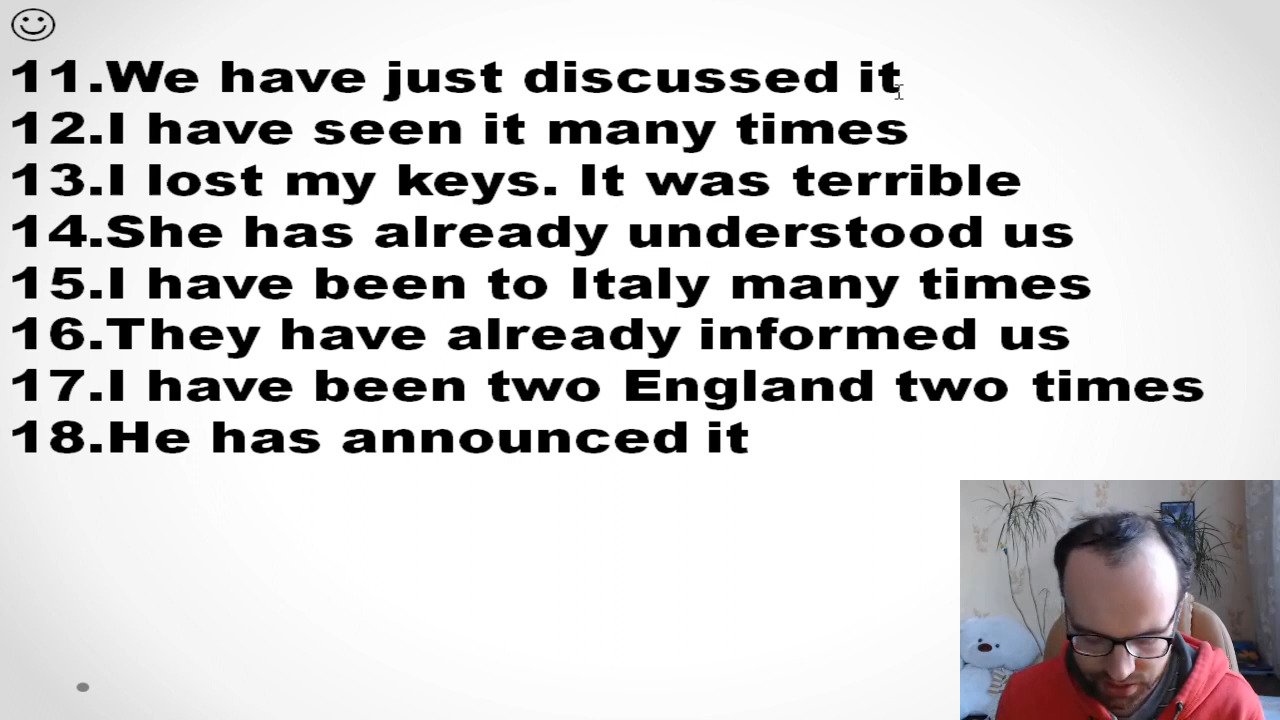 11.We have just discussed it
12.I have seen it many times
13.I lost my keys. It was terrible
14.She has already understood us
15.I have been to Italy many times
16.They have already informed us
17.I have been two England two times
18.He has announced it